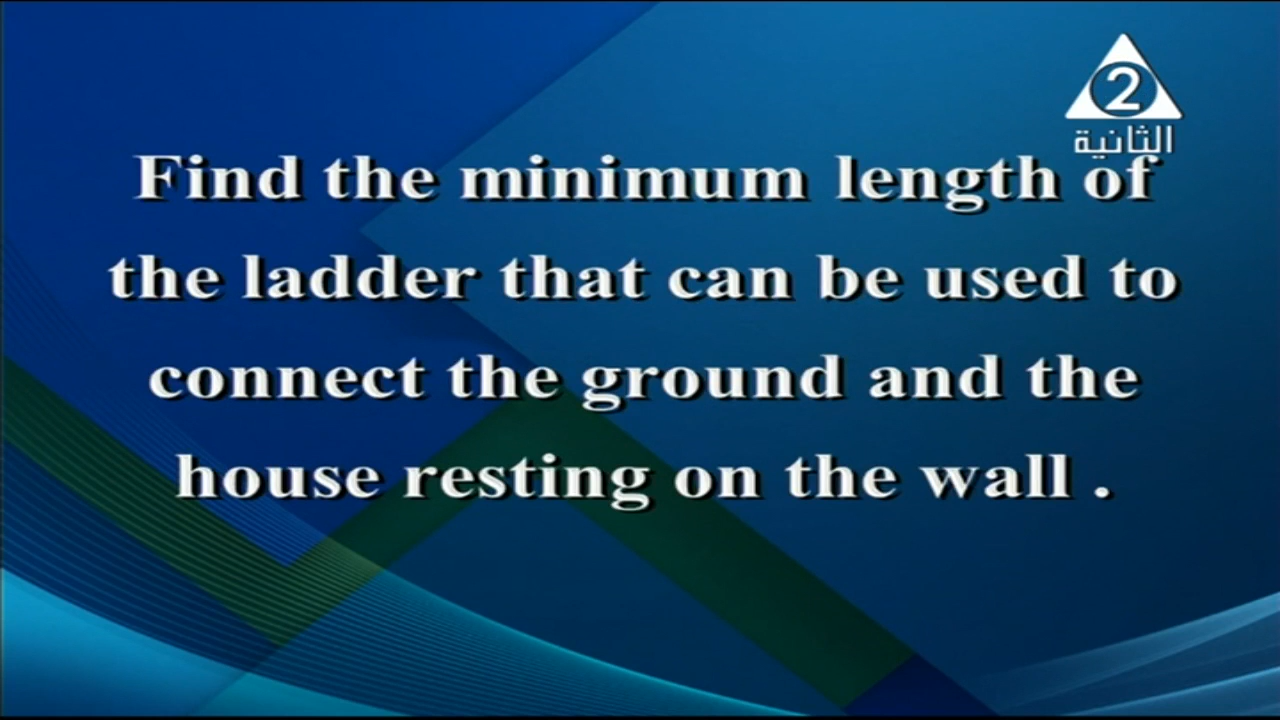 2
الثانية
Find the minimum length of
the ladder that can be used to
connect the ground and the
house resting on the wall .